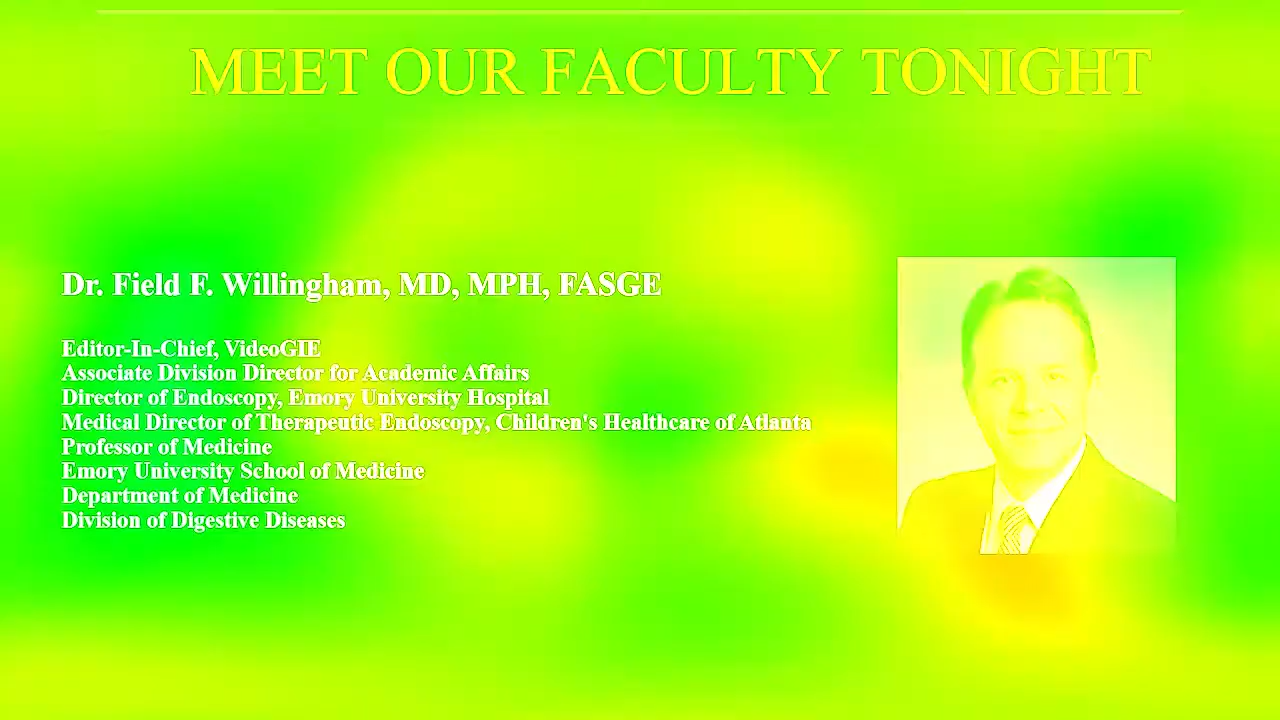 MEET OUR FACULTY TONIGHT
Dr. Field F. Willingham, MD, MPH, FASGE
Editor-In-Chief, VideoGIE
Associate Division Director for Academic Affairs
Director of Endoscopy, Emory University Hospital
Medical Director of Therapeutic Endoscopy, Children's Healthcare of Atlanta
Professor of Medicine
Emory University School of Medicine
Department of Medicine
Division of Digestive Diseases